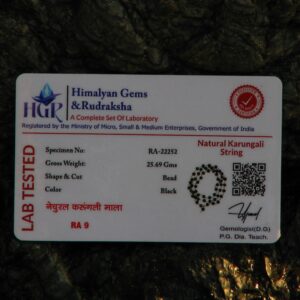 HGR
Himalyan Gems
&Rudraksha
A Complete Set Of Laboratory
Registered by the Ministry of Micro, Small & Medium Enterprises, Government of India
LAB TESTED
Specimen No: RA-22252
Gross Weight: 25.69 Gms
Shape & Cut Bead
Color Black
नेचुरल करुंगली माला
RA 9
Natural Karungali
String
Gemologist(D.G)
P.G. Dia. Teach.